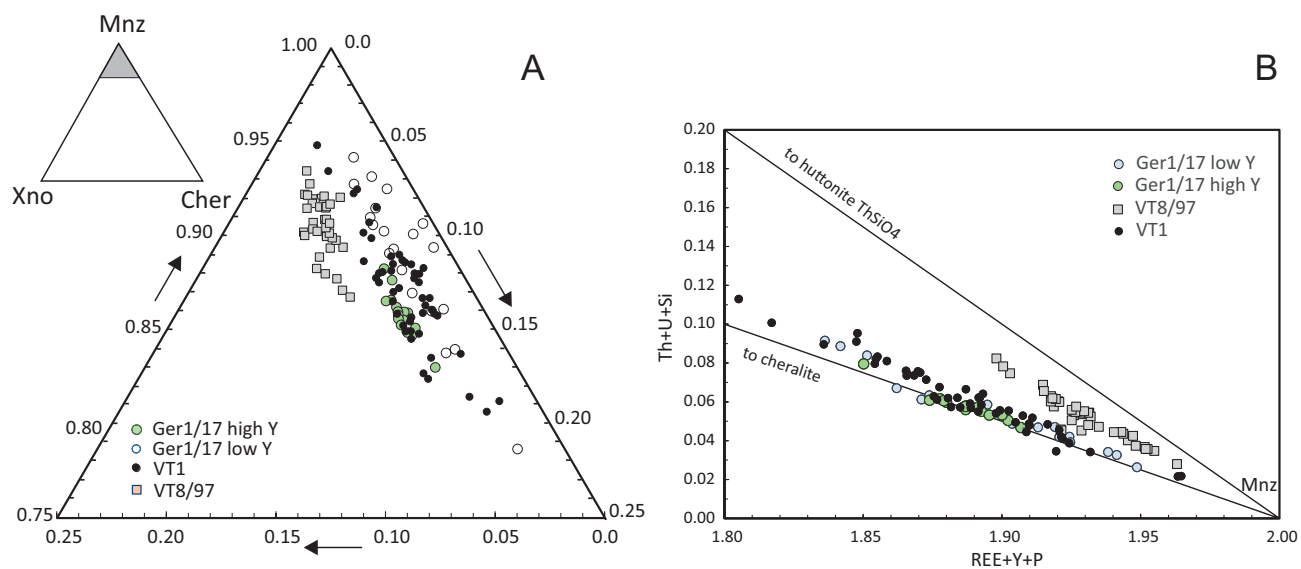 Mnz
Xno
Cher
A
1.00
0.0
0.95
0.05
0.90
0.10
0.85
0.15
0.80
0.20
0.75
0.25
0.25
0.20
0.15
0.10
0.05
0.0
Ger1/17 high Y
Ger1/17 low Y
VT1
VT8/97
B
0.20
0.18
0.16
0.14
0.12
0.10
0.08
0.06
0.04
0.02
0.00
Th+U+Si
to huttonite ThSiO4
to cheralite
Ger1/17 low Y
Ger1/17 high Y
VT8/97
VT1
Mnz
1.80
1.85
1.90
1.95
2.00
REE+Y+P